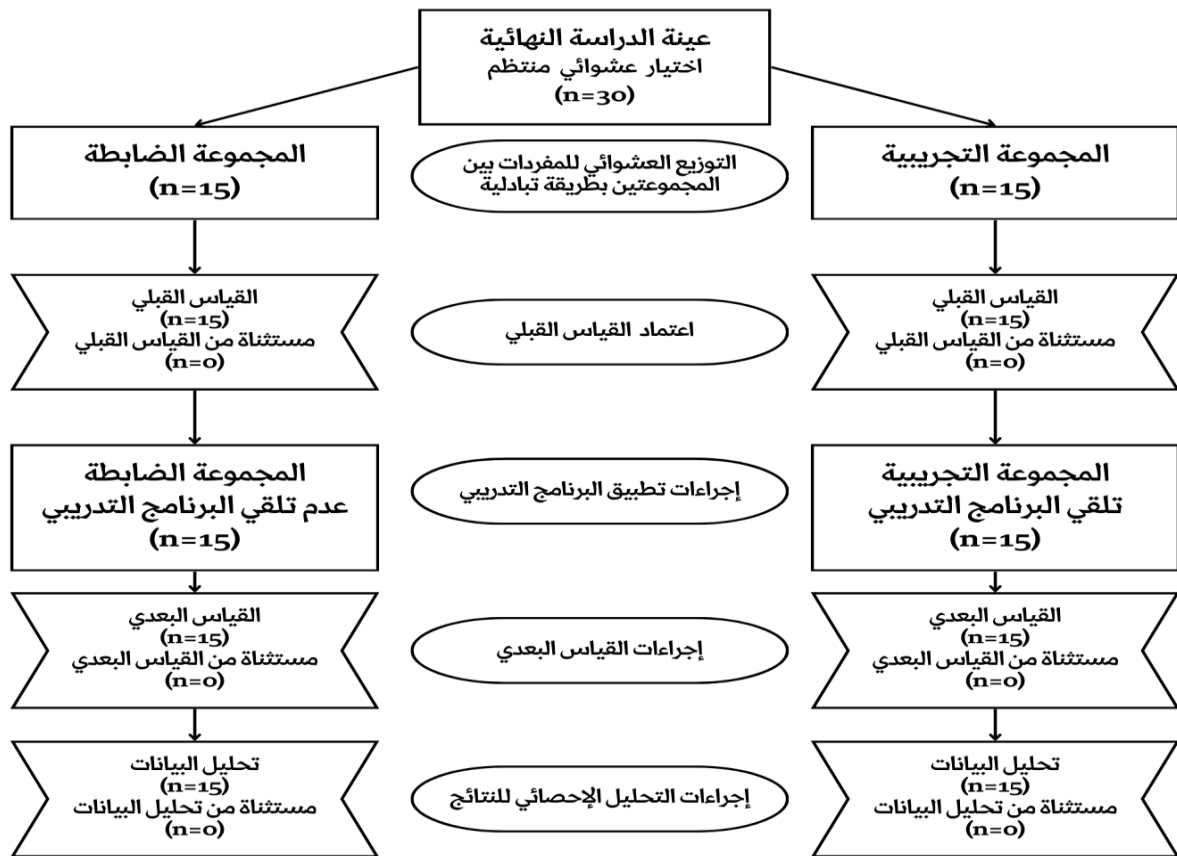 عينة الدراسة النهائية
اختيار عشوائي منتظم
(n=30)
المجموعة التجريبية
(n=15)
التوزيع العشوائي للمفردات بين
المجموعتين بطريقة تبادلية
المجموعة الضابطة
(n=15)
القياس القبلي
(n=15)
مستثناة من القياس القبلي
(n=0)
اعتماد القياس القبلي
القياس القبلي
(n=15)
مستثناة من القياس القبلي
(n=0)
المجموعة التجريبية
تلقي البرنامج التدريبي
(n=15)
إجراءات تطبيق البرنامج التدريبي
المجموعة الضابطة
عدم تلقي البرنامج التدريبي
(n=15)
القياس البعدي
(n=15)
مستثناة من القياس البعدي
(n=0)
إجراءات القياس البعدي
القياس البعدي
(n=15)
مستثناة من القياس البعدي
(n=0)
تحليل البيانات
(n=15)
مستثناة من تحليل البيانات
(n=0)
إجراءات التحليل الإحصائي للنتائج
تحليل البيانات
(n=15)
مستثناة من تحليل البيانات
(n=0)